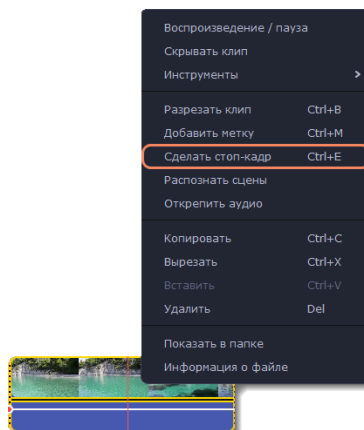 Воспроизведение / пауза
Скрывать клип
Инструменты
Разрезать клип Ctrl+B
Добавить метку Ctrl+M
Сделать стоп-кадр Ctrl+E
Распознать сцены
Открепить аудио
Копировать Ctrl+C
Вырезать Ctrl+X
Вставить Ctrl+V
Удалить Del
Показать в папке
Информация о файле